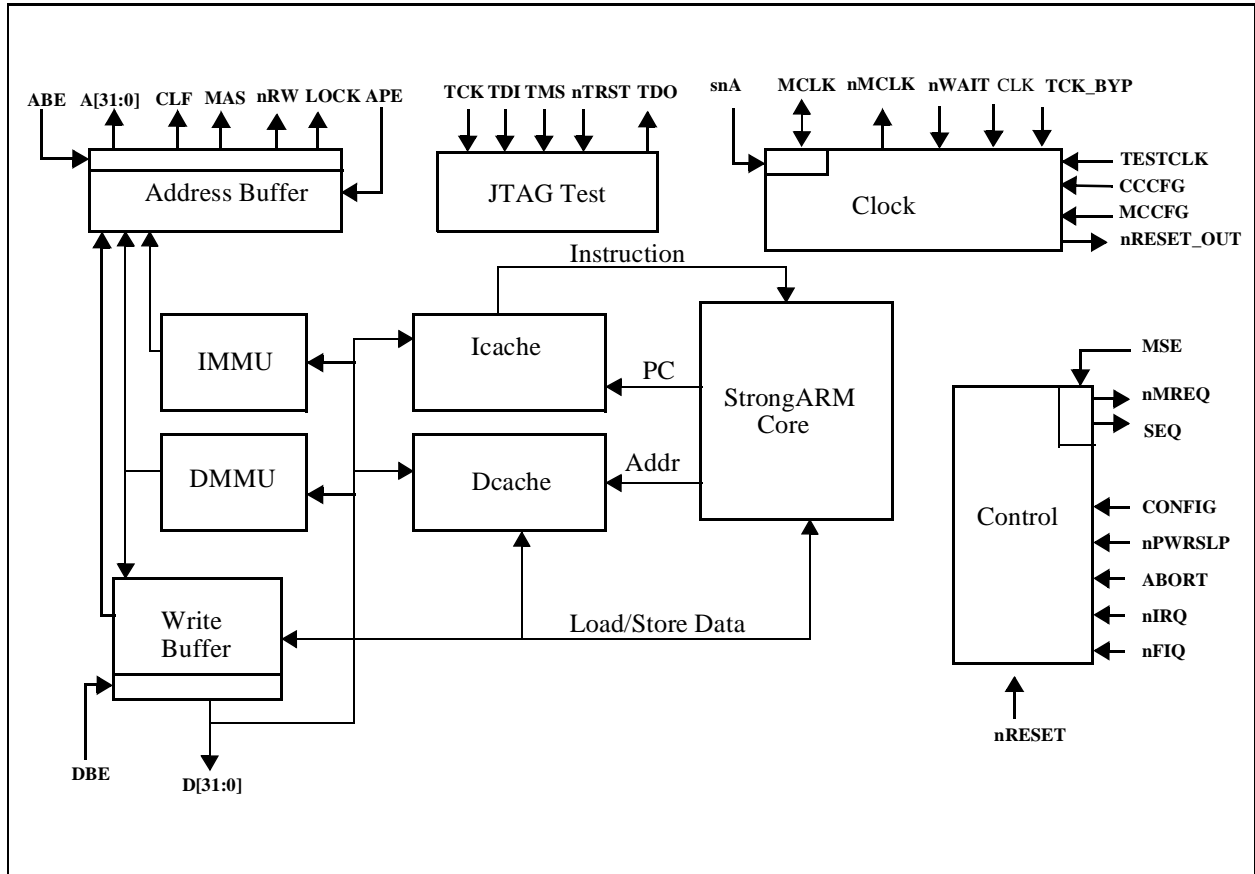 ABE A[31:0] CLF MAS nRW LOCK APE
TCK TDI TMS nTRST TDO
snA MCLK nMCLK nWAIT CLK TCK_BYP
Address Buffer
JTAG Test
Clock
TESTCLK
CCCFG
MCCFG
nRESET_OUT
Instruction
IMMU
Icache
PC
StrongARM
Core
DMMU
Dcache
Addr
MSE
nMREQ
SEQ
Control
CONFIG
nPWRSLP
ABORT
nIRQ
nFIQ
Write
Buffer
Load/Store Data
nRESET
DBE
D[31:0]